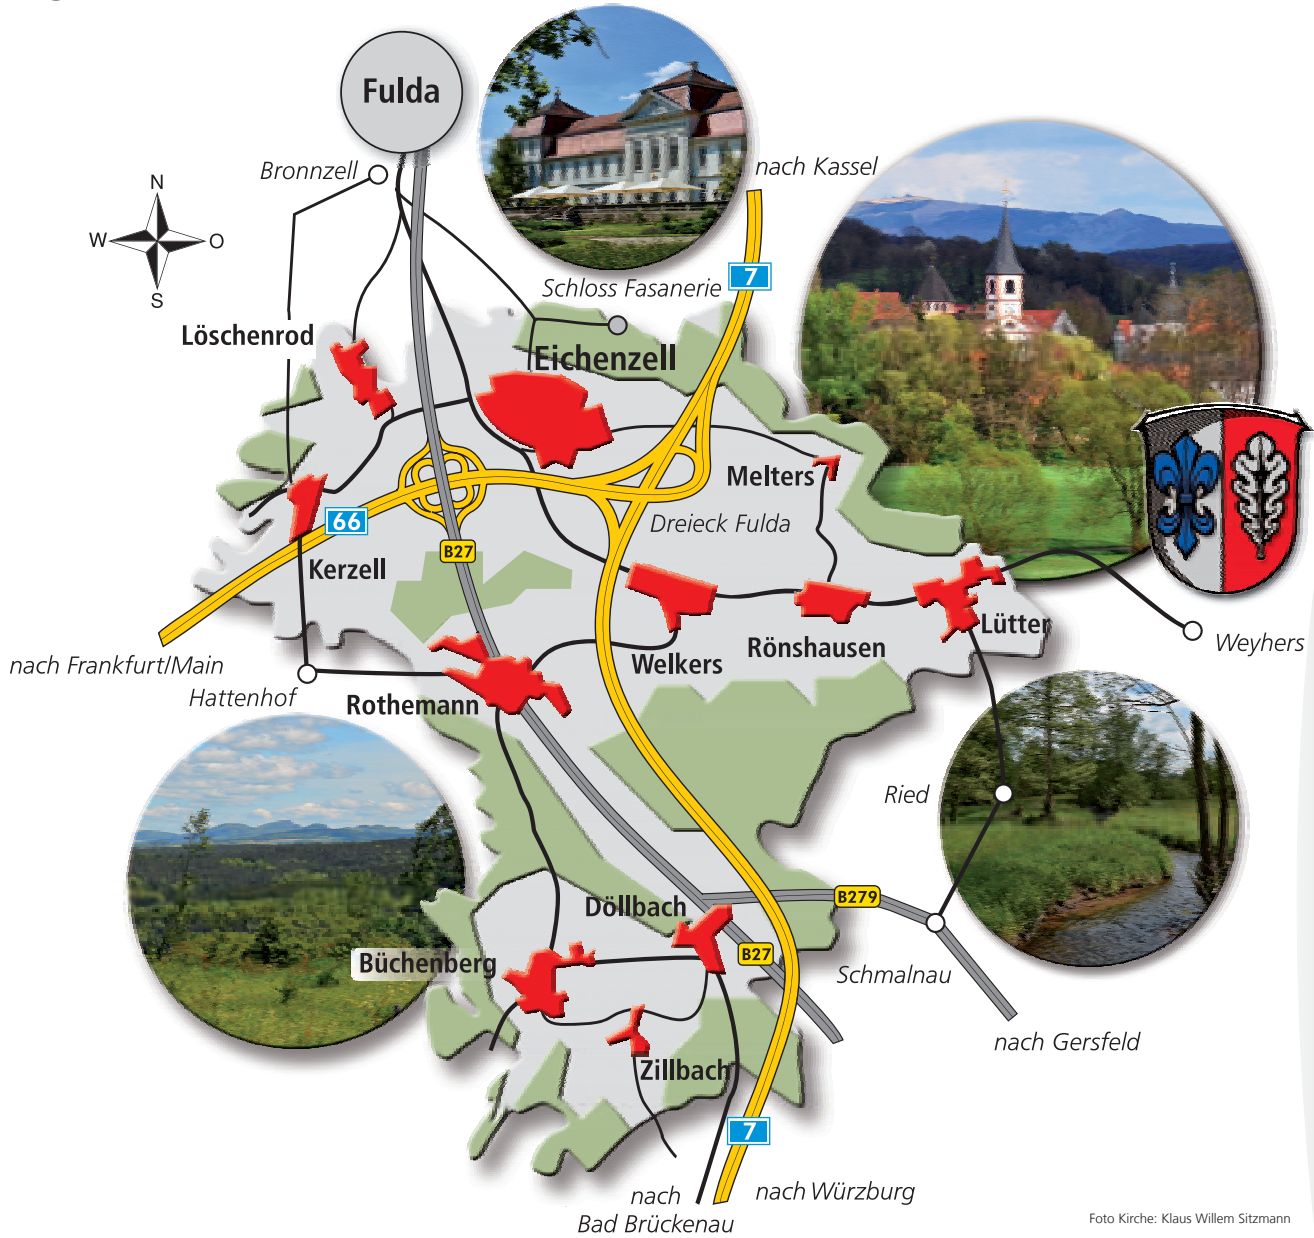 Fulda
Bronnzell
nach Kassel
N
W
O
S
7
Schloss Fasanerie
Löschenrod
Eichenzell
Melters
66
Dreieck Fulda
B27
Kerzell
Lütter
Weyhers
Rönshausen
Welkers
nach Frankfurt/Main
Hattenhof
Rothemann
Ried
B279
Döllbach
B27
Büchenberg
Schmalnau
nach Gersfeld
Zillbach
7
nach
Bad Brückenau
nach Würzburg
Foto Kirche: Klaus Willem Sitzmann